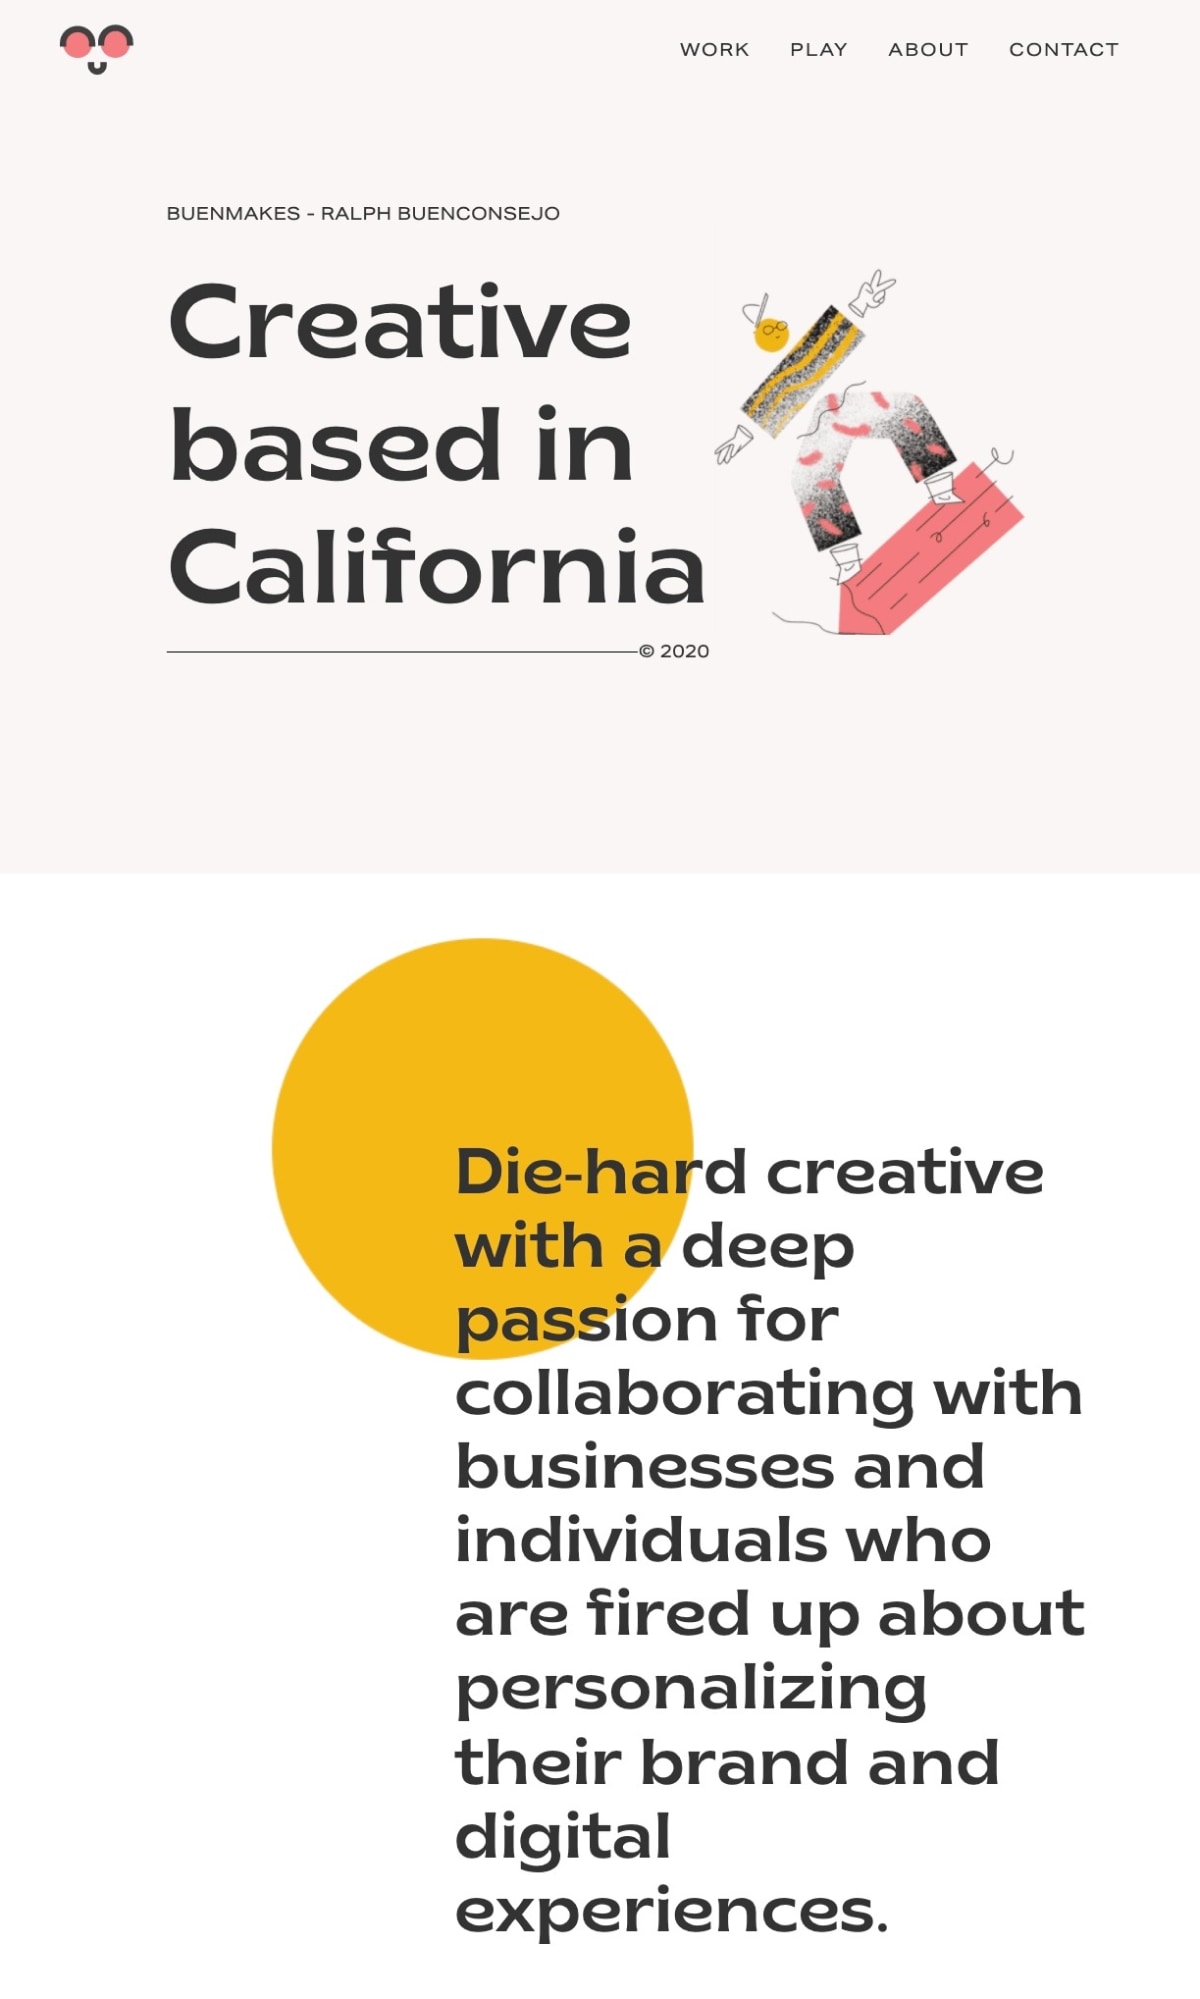 WORK PLAY ABOUT CONTACT
BUENMAKES - RALPH BUENCONSEJO
Creative
based in
California
© 2020
Die-hard creative
with a deep
passion for
collaborating with
businesses and
individuals who
are fired up about
personalizing
their brand and
digital
experiences.